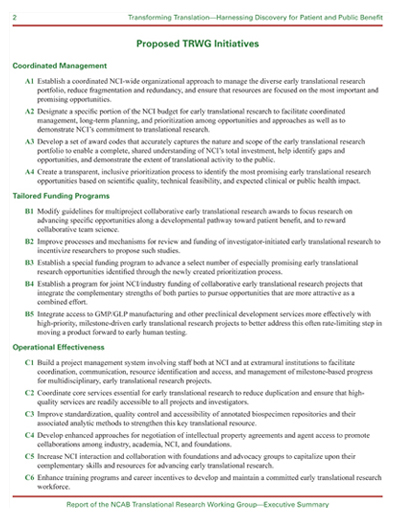 2
Transforming Translation—Harnessing Discovery for Patient and Public Benefit
Proposed TRWG Initiatives
Coordinated Management
A1 Establish a coordinated NCI-wide organizational approach to manage the diverse early translational research
portfolio, reduce fragmentation and redundancy, and ensure that resources are focused on the most important and
promising opportunities.
A2 Designate a specific portion of the NCI budget for early translational research to facilitate coordinated
management, long-term planning, and prioritization among opportunities and approaches as well as to
demonstrate NCI's commitment to translational research.
A3 Develop a set of award codes that accurately captures the nature and scope of the early translational research
portfolio to enable a complete, shared understanding of NCI's total investment, help identify gaps and
opportunities, and demonstrate the extent of translational activity to the public.
A4 Create a transparent, inclusive prioritization process to identify the most promising early translational research
opportunities based on scientific quality, technical feasibility, and expected clinical or public health impact.
Tailored Funding Programs
B1 Modify guidelines for multiproject collaborative early translational research awards to focus research on
advancing specific opportunities along a developmental pathway toward patient benefit, and to reward
collaborative team science.
B2 Improve processes and mechanisms for review and funding of investigator-initiated early translational research to
incentivize researchers to propose such studies.
B3 Establish a special funding program to advance a select number of especially promising early translational
research opportunities identified through the newly created prioritization process.
B4 Establish a program for joint NCI/industry funding of collaborative early translational research projects that
integrate the complementary strengths of both parties to pursue opportunities that are more attractive as a
combined effort.
B5 Integrate access to GMP/GLP manufacturing and other preclinical development services more effectively with
high-priority, milestone-driven early translational research projects to better address this often rate-limiting step in
moving a product forward to early human testing.
Operational Effectiveness
C1 Build a project management system involving staff both at NCI and at extramural institutions to facilitate
coordination, communication, resource identification and access, and management of milestone-based progress
for multidisciplinary, early translational research projects.
C2 Coordinate core services essential for early translational research to reduce duplication and ensure that high-
quality services are readily accessible to all projects and investigators.
C3 Improve standardization, quality control and accessibility of annotated biospecimen repositories and their
associated analytic methods to strengthen this key translational resource.
C4 Develop enhanced approaches for negotiation of intellectual property agreements and agent access to promote
collaborations among industry, academia, NCI, and foundations.
C5 Increase NCI interaction and collaboration with foundations and advocacy groups to capitalize upon their
complementary skills and resources for advancing early translational research.
C6 Enhance training programs and career incentives to develop and maintain a committed early translational research
workforce.
Report of the NCAB Translational Research Working Group—Executive Summary